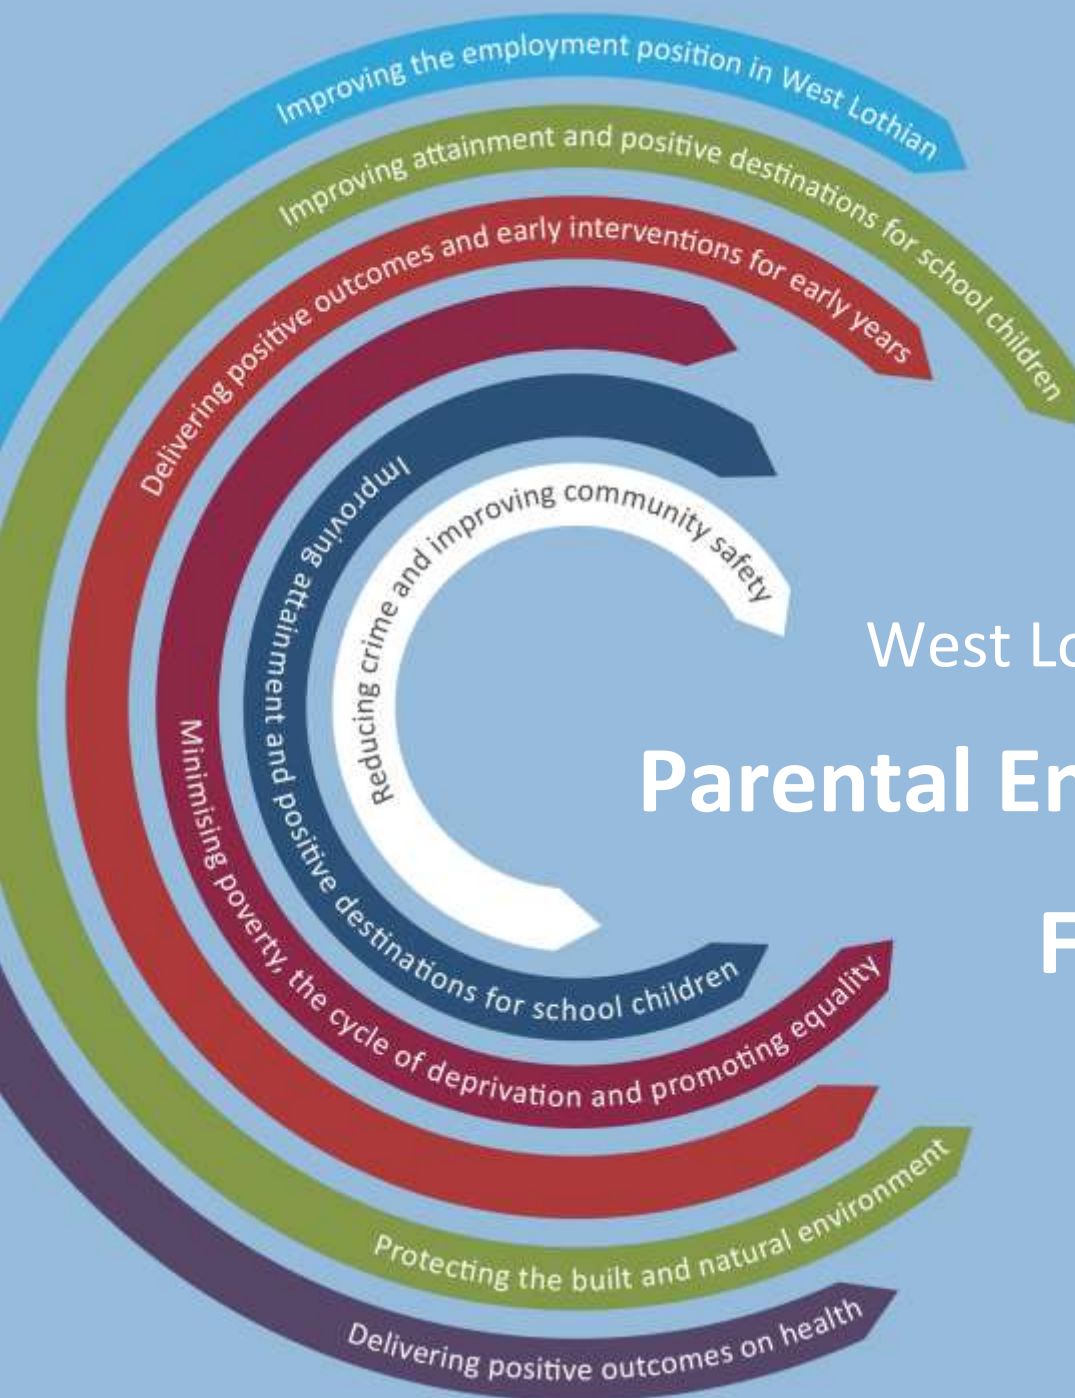 Improving the employment position in West Lothian
Improving attainment and positive destinations for school children
Delivering positive outcomes and early interventions for early years
Improving attainment and positive destinations for school children
Reducing crime and improving community safety
West
Parental
Minimising poverty, the cycle of deprivation and promoting equality
Protecting the built and natural environment
Delivering positive outcomes on health